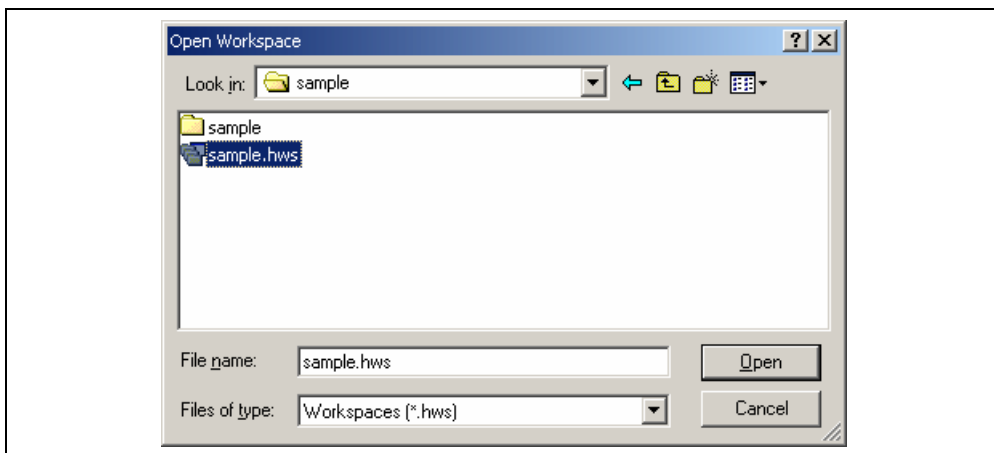 Open Workspace
Look in: sample
sample
sample.hws
File name: sample.hws Open
Files of type: Workspaces (*.hws) Cancel